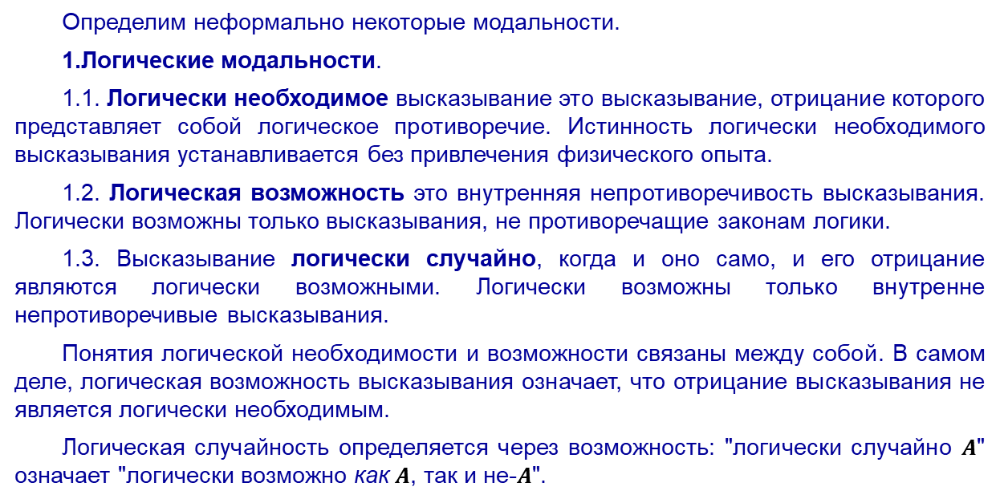 Определим неформально некоторые модальности.
1.Логические модальности.
1.1. Логически необходимое высказывание это высказывание, отрицание которого
представляет собой логическое противоречие. Истинность логически необходимого
высказывания устанавливается без привлечения физического опыта.
1.2. Логическая возможность это внутренняя непротиворечивость высказывания.
Логически возможны только высказывания, не противоречащие законам логики.
1.3. Высказывание логически случайно, когда и оно само, и его отрицание
являются логически возможными. Логически возможны только внутренне
непротиворечивые высказывания.
Понятия логической необходимости и возможности связаны между собой. В самом
деле, логическая возможность высказывания означает, что отрицание высказывания не
является логически необходимым.
Логическая случайность определяется через возможность: "логически случайно A"
означает "логически возможно как A, так и не-A".